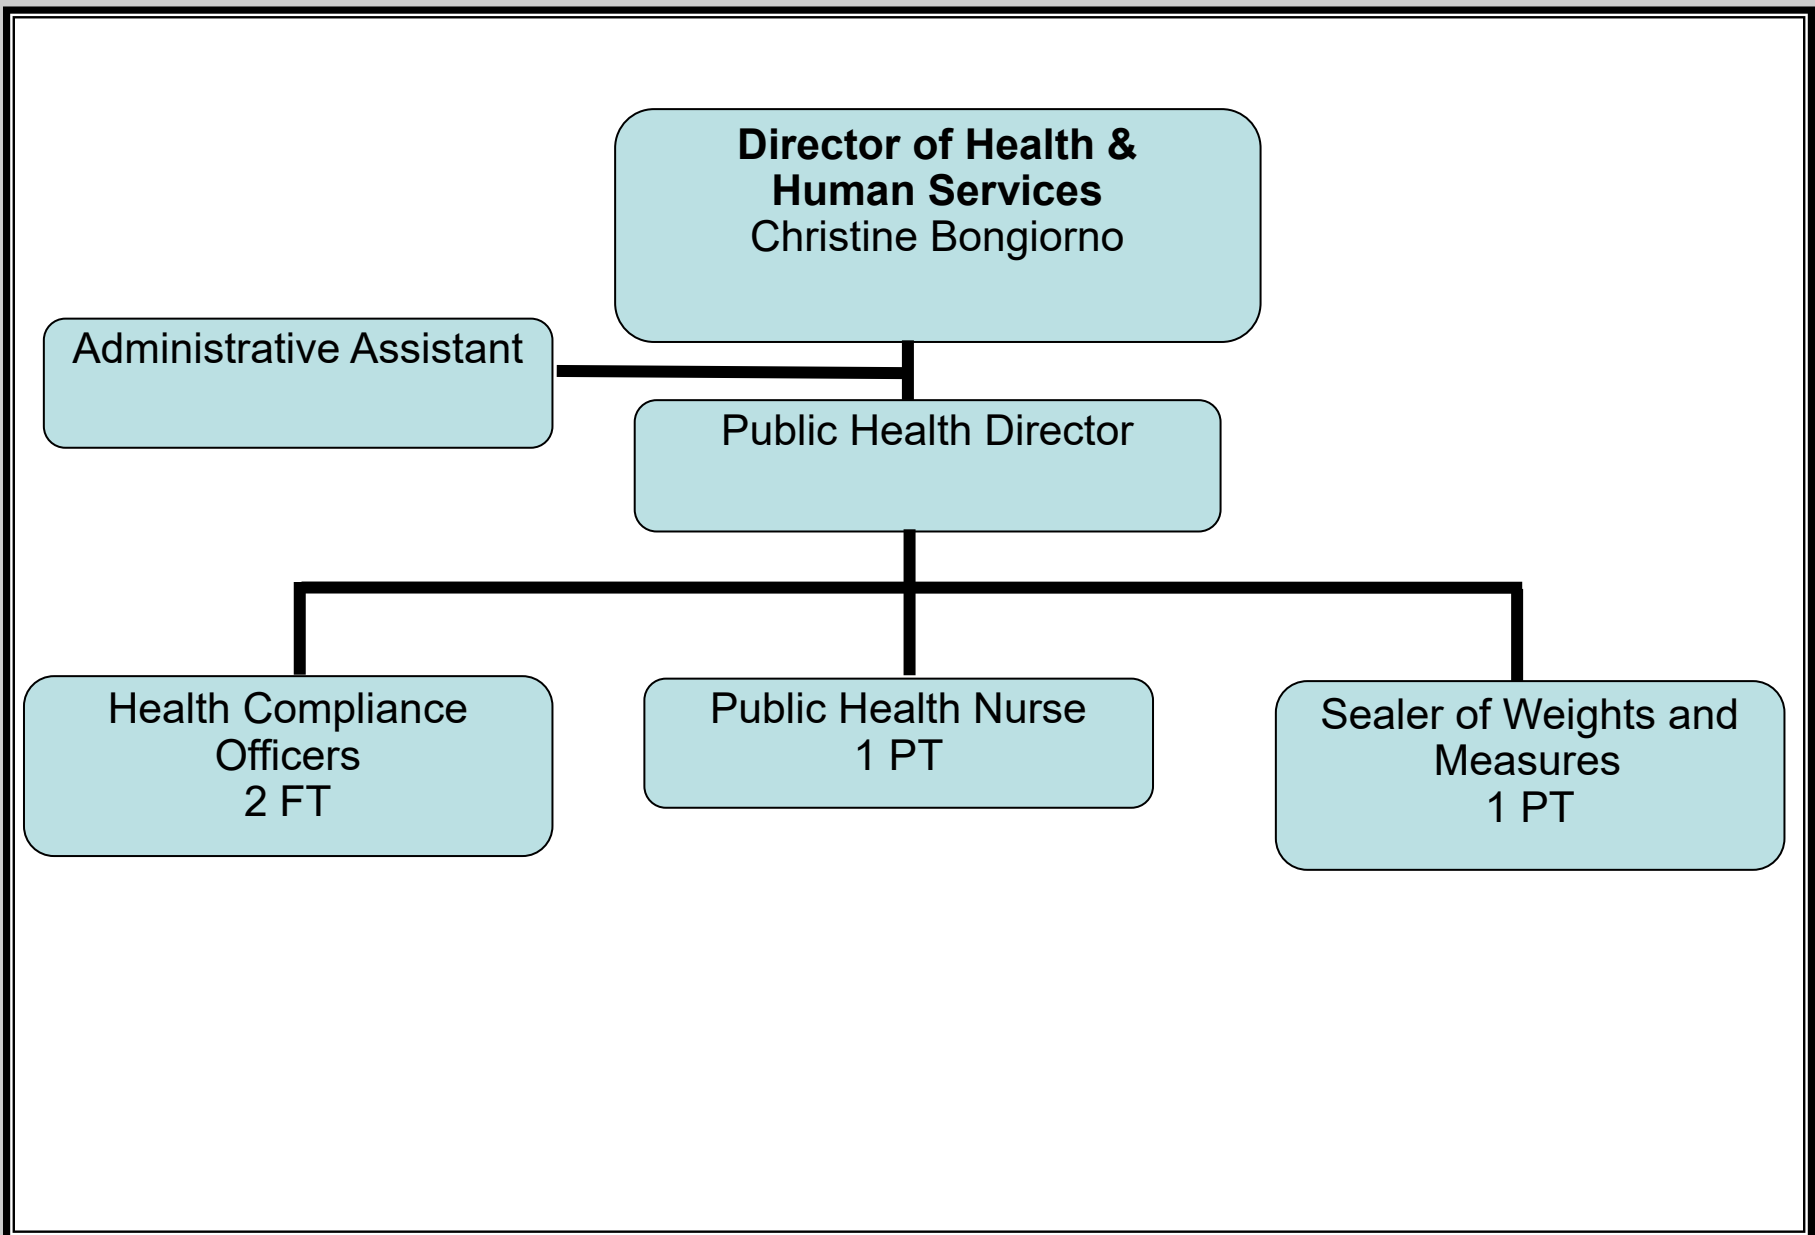 Director of Health &
Human Services
Christine Bongiorno
Administrative Assistant
Public Health Director
Health Compliance
Officers
2 FT
Public Health Nurse
1 PT
Sealer of Weights and
Measures
1 PT